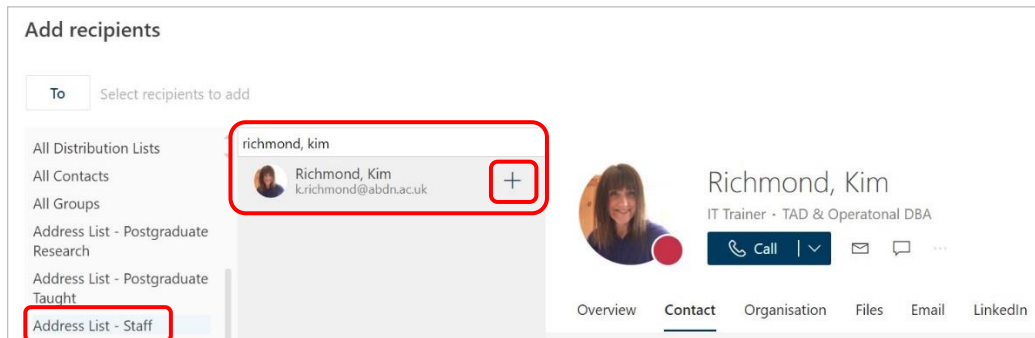 Add recipients
To
Select recipients to add
All Distribution Lists
All Contacts
All Groups
Address List - Postgraduate
Research
Address List - Postgraduate
Taught
Address List - Staff
richmond, kim
Richmond, Kim
k.richmond@abdn.ac.uk
Richmond, Kim
IT Trainer • TAD & Operatonal DBA
Call
Overview Contact Organisation Files Email LinkedIn